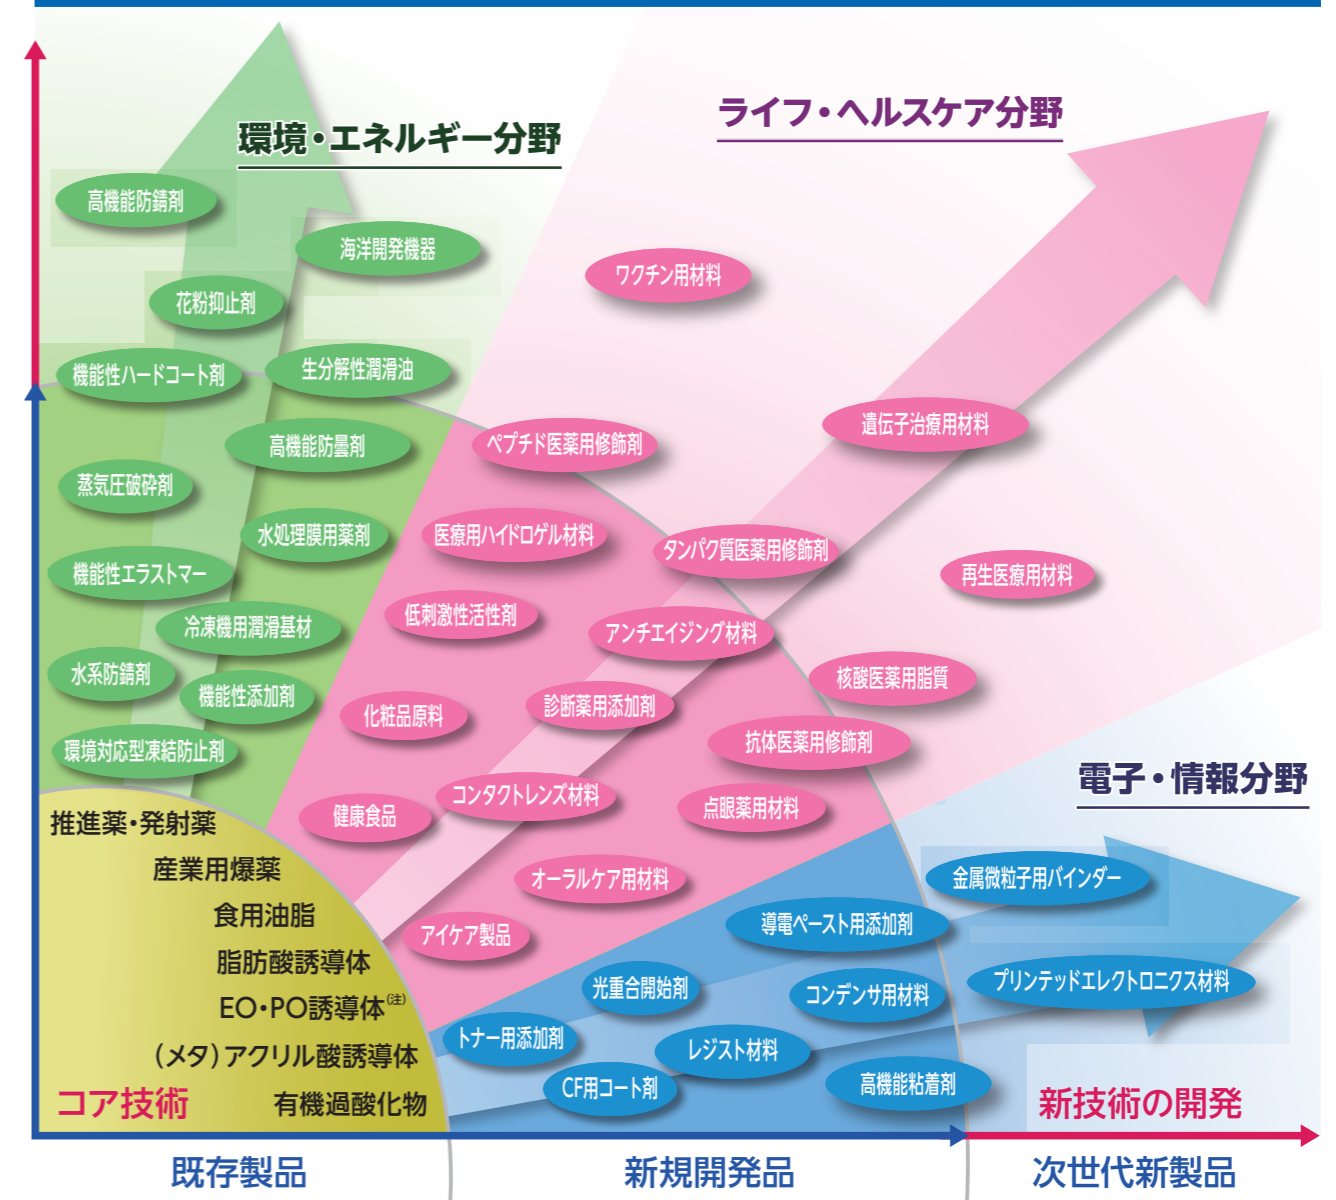 環境・エネルギー分野
高機能防錆剤
海洋開発機器
花粉抑止剤
機能性ハードコート剤
生分解性潤滑油
高機能防曇剤
蒸気圧破砕剤
水処理膜用薬剤
機能性エラストマー
冷凍機用潤滑基材
水系防錆剤
機能性添加剤
環境対応型凍結防止剤
ライフ・ヘルスケア分野
ワクチン用材料
遺伝子治療用材料
ペプチド医薬用修飾剤
医療用ハイドロゲル材料
タンパク質医薬用修飾剤
再生医療用材料
低刺激性活性剤
アンチエイジング材料
核酸医薬用脂質
化粧品原料
診断薬用添加剤
抗体医薬用修飾剤
コンタクトレンズ材料
点眼薬用材料
健康食品
オーラルケア用材料
アイケア製品
電子・情報分野
金属微粒子用バインダー
導電ペースト用添加剤
プリンテッドエレクトロニクス材料
光重合開始剤
コンデンサ用材料
トナー用添加剤
レジスト材料
CF用コート剤
高機能粘着剤
推進薬・発射薬
産業用爆薬
食用油脂
脂肪酸誘導体
EO・PO誘導体(注)
(メタ)アクリル酸誘導体
有機過酸化物
コア技術
新技術の開発
既存製品
新規開発品
次世代新製品